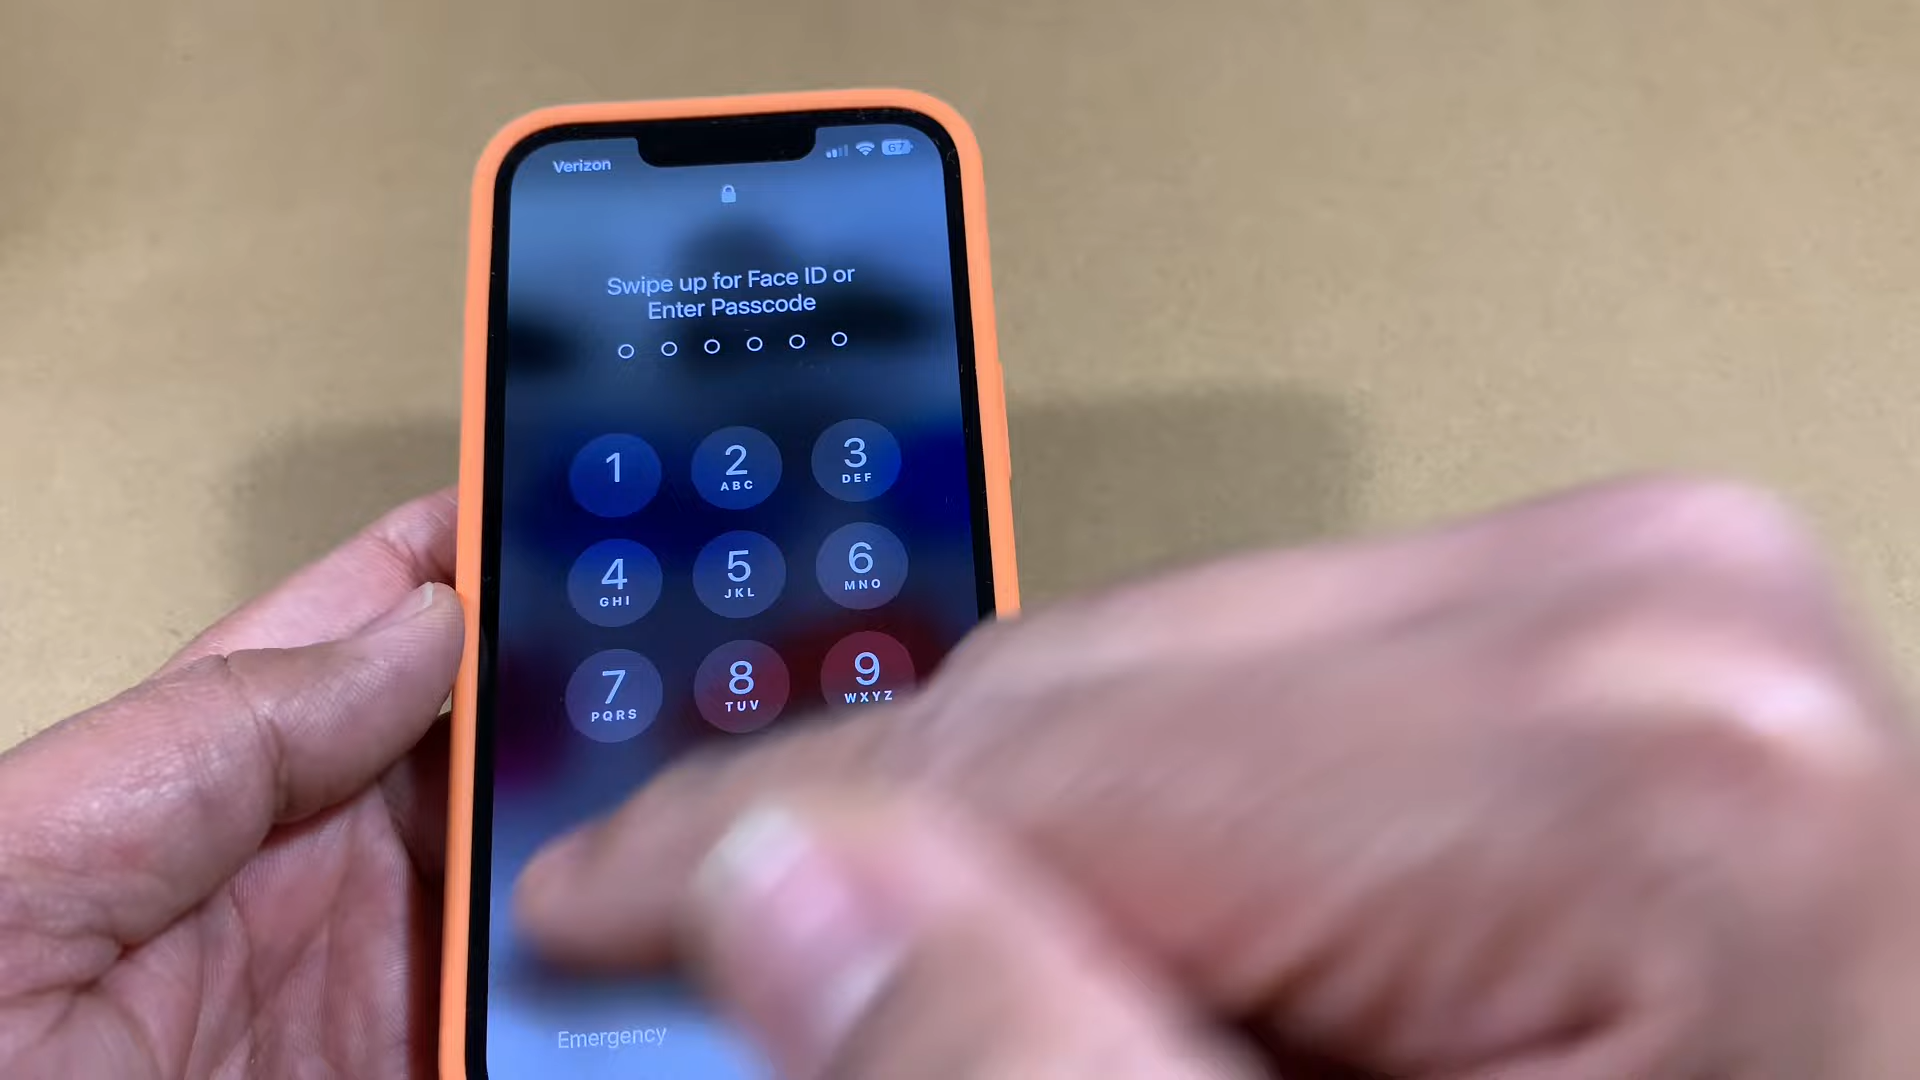 Verizon
67
Swipe up for Face ID or
Enter Passcode
1
2
ABC
3
DEF
4
GHI
5
JKL
6
MNO
7
PQRS
8
TUV
9
WXYZ
Emergency